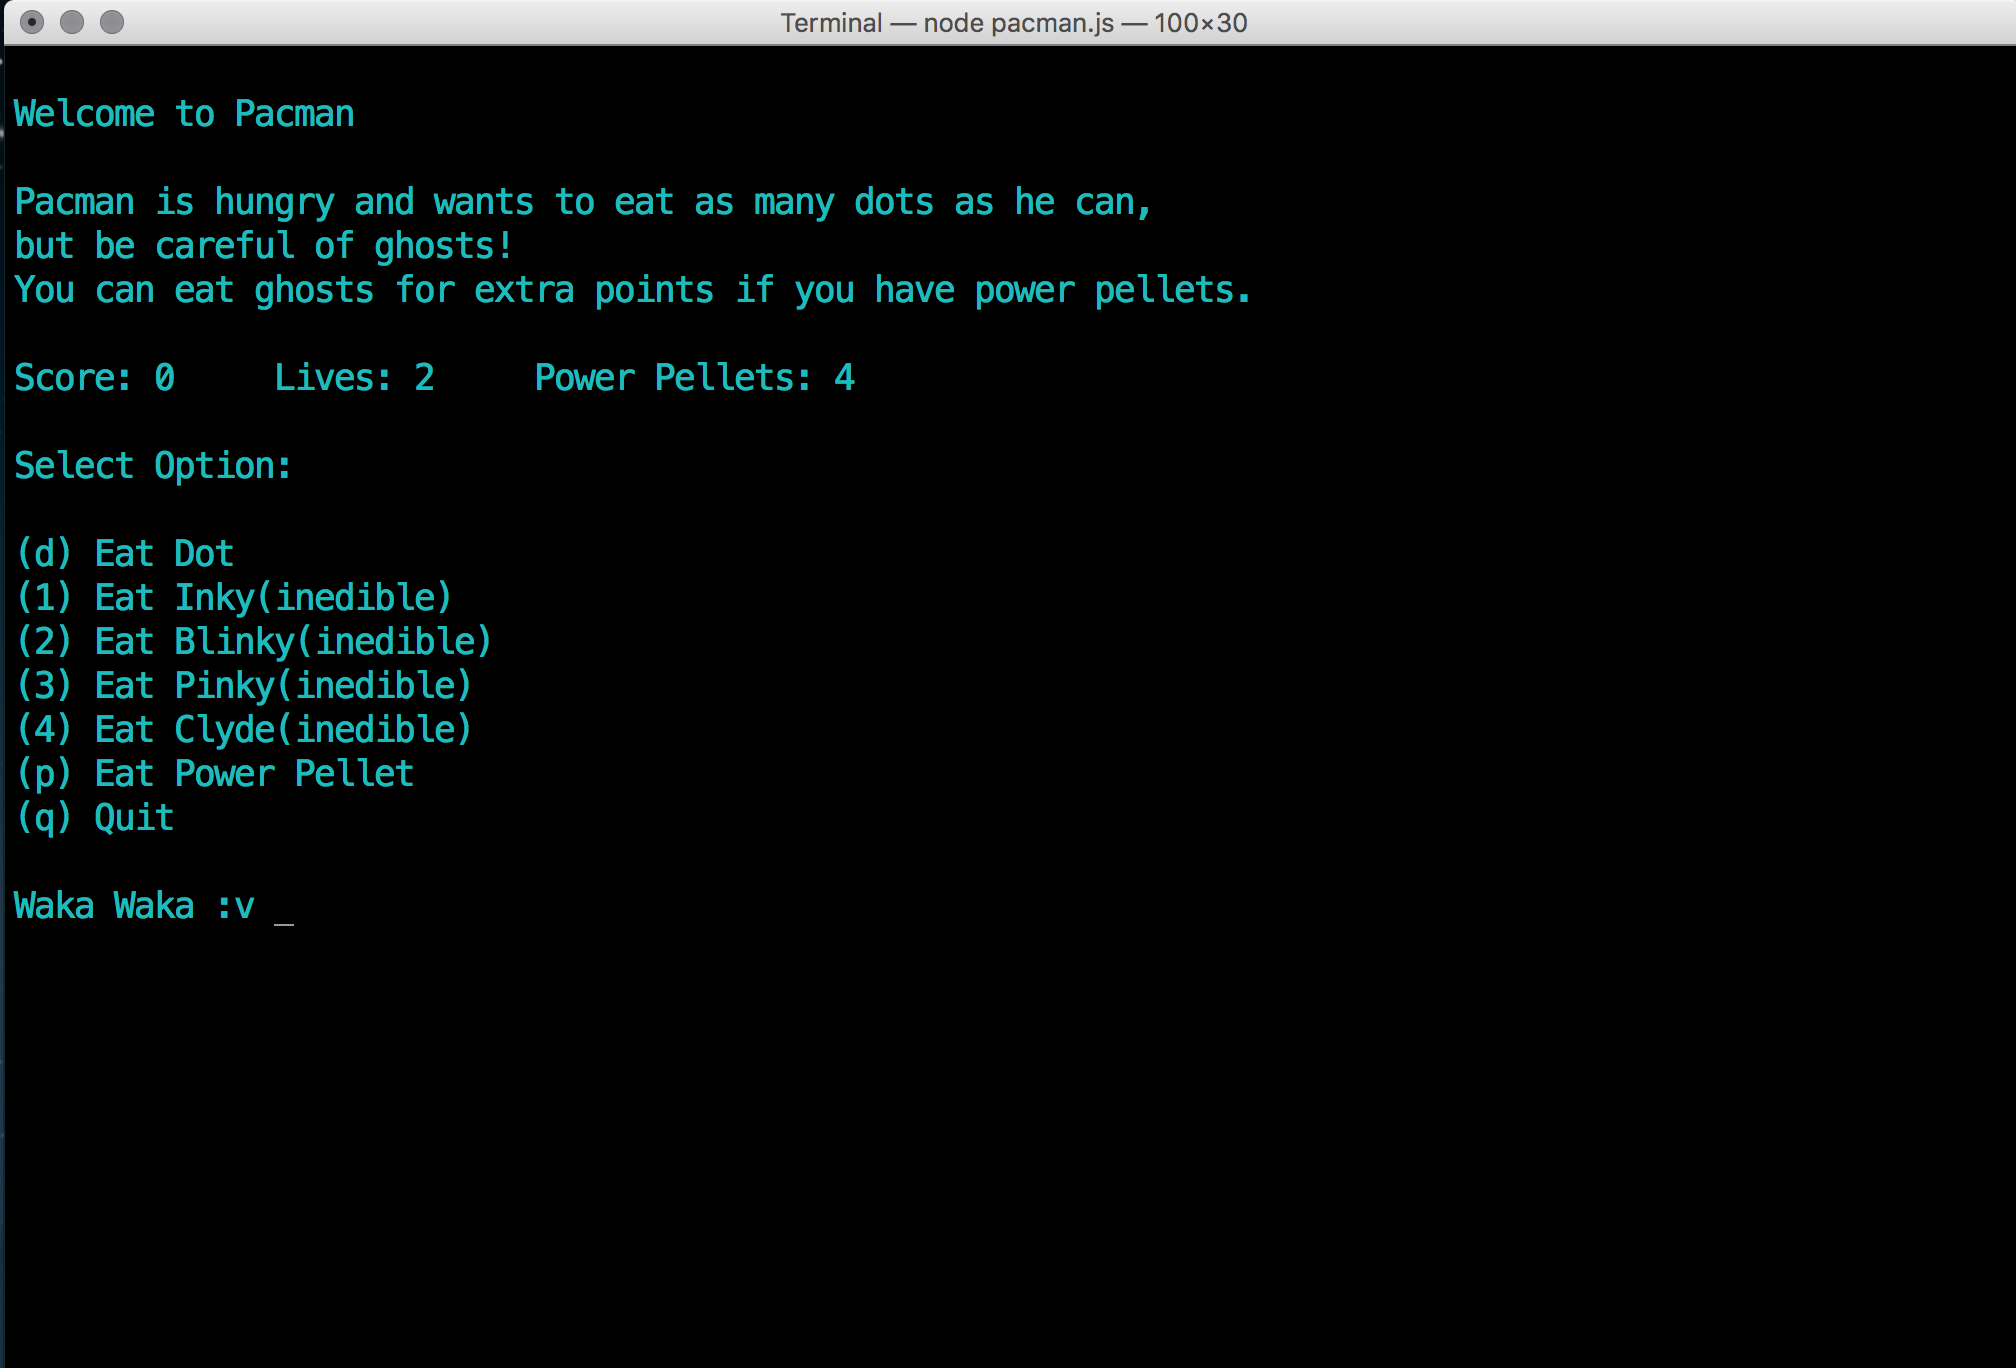 Terminal — node pacman.js — 100×30
Welcome to Pacman
Pacman is hungry and wants to eat as many dots as he can,
but be careful of ghosts!
You can eat ghosts for extra points if you have power pellets.
Score: 0     Lives: 2     Power Pellets: 4
Select Option:
(d) Eat Dot
(1) Eat Inky(inedible)
(2) Eat Blinky(inedible)
(3) Eat Pinky(inedible)
(4) Eat Clyde(inedible)
(p) Eat Power Pellet
(q) Quit
Waka Waka :v _